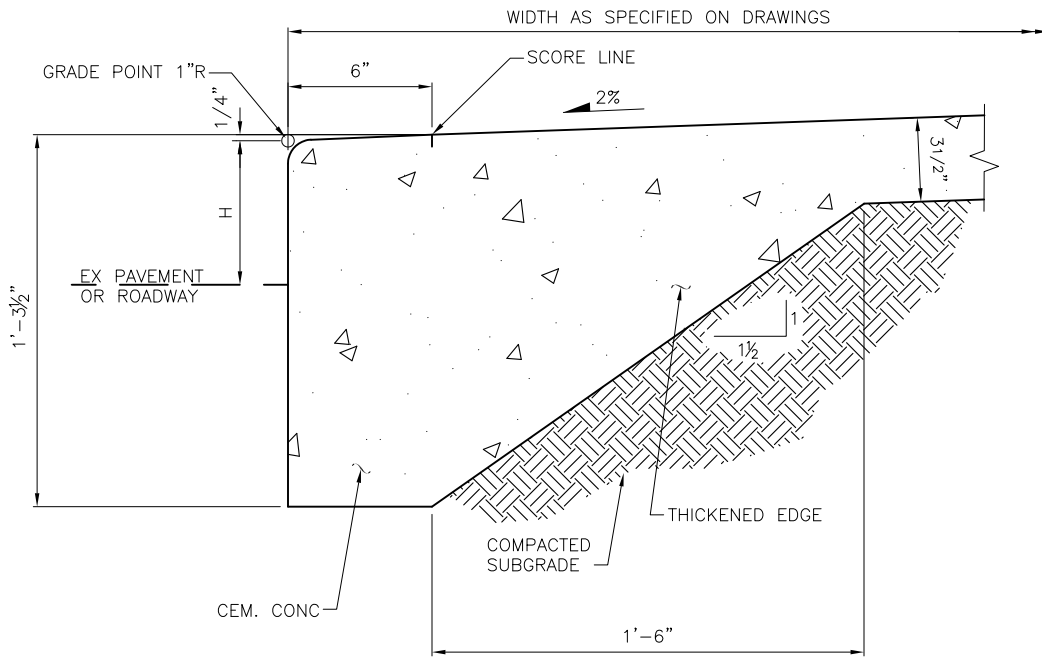 WIDTH AS SPECIFIED ON DRAWINGS
GRADE POINT 1"R
6"
SCORE LINE
1/4"
2%
3 1/2"
H
EX PAVEMENT
OR ROADWAY
1'-3½"
1
1½
THICKENED EDGE
COMPACTED
SUBGRADE
CEM. CONC
1'-6"